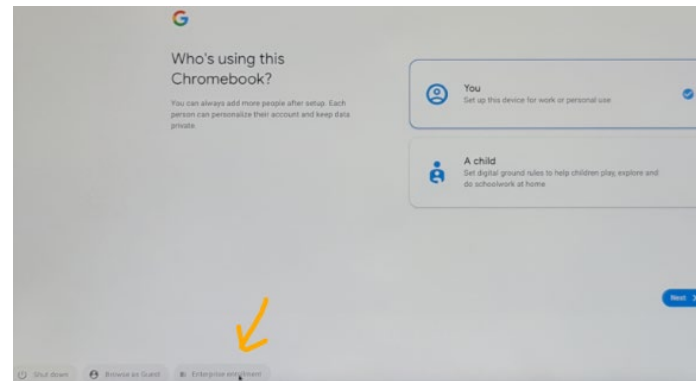 Who's using this
Chromebook?
You can always add more people after setup. Each
person can personalize their account and keep data
private.
You
Set up this device for work or personal use
A child
Set digital ground rules to help children play, explore and
do schoolwork at home
Next
Shut down
Browse as Guest
Enterprise enrollment